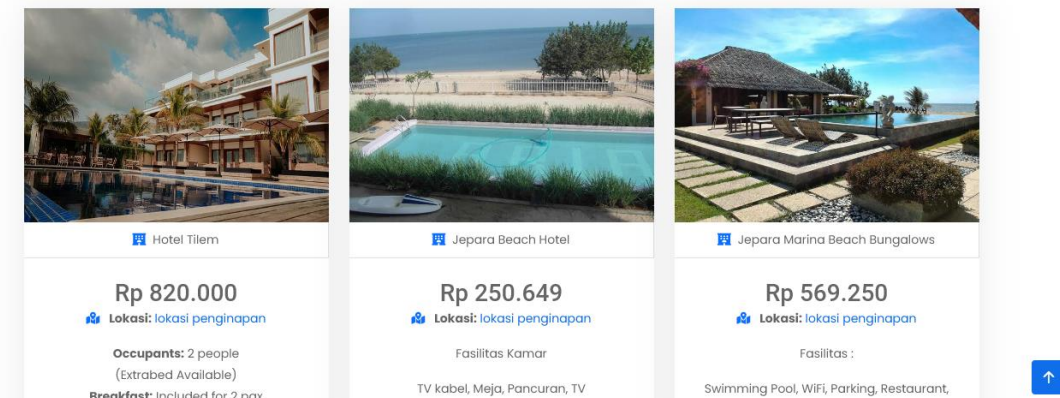 Hotel Tilem
Rp 820.000
Lokasi: lokasi penginapan
Occupants: 2 people
(Extrabed Available)
Breakfast: Included for 2 pax
Jepara Beach Hotel
Rp 250.649
Lokasi: lokasi penginapan
Fasilitas Kamar
TV kabel, Meja, Pancuran, TV
Jepara Marina Beach Bungalows
Rp 569.250
Lokasi: lokasi penginapan
Fasilitas :
Swimming Pool, WiFi, Parking, Restaurant,